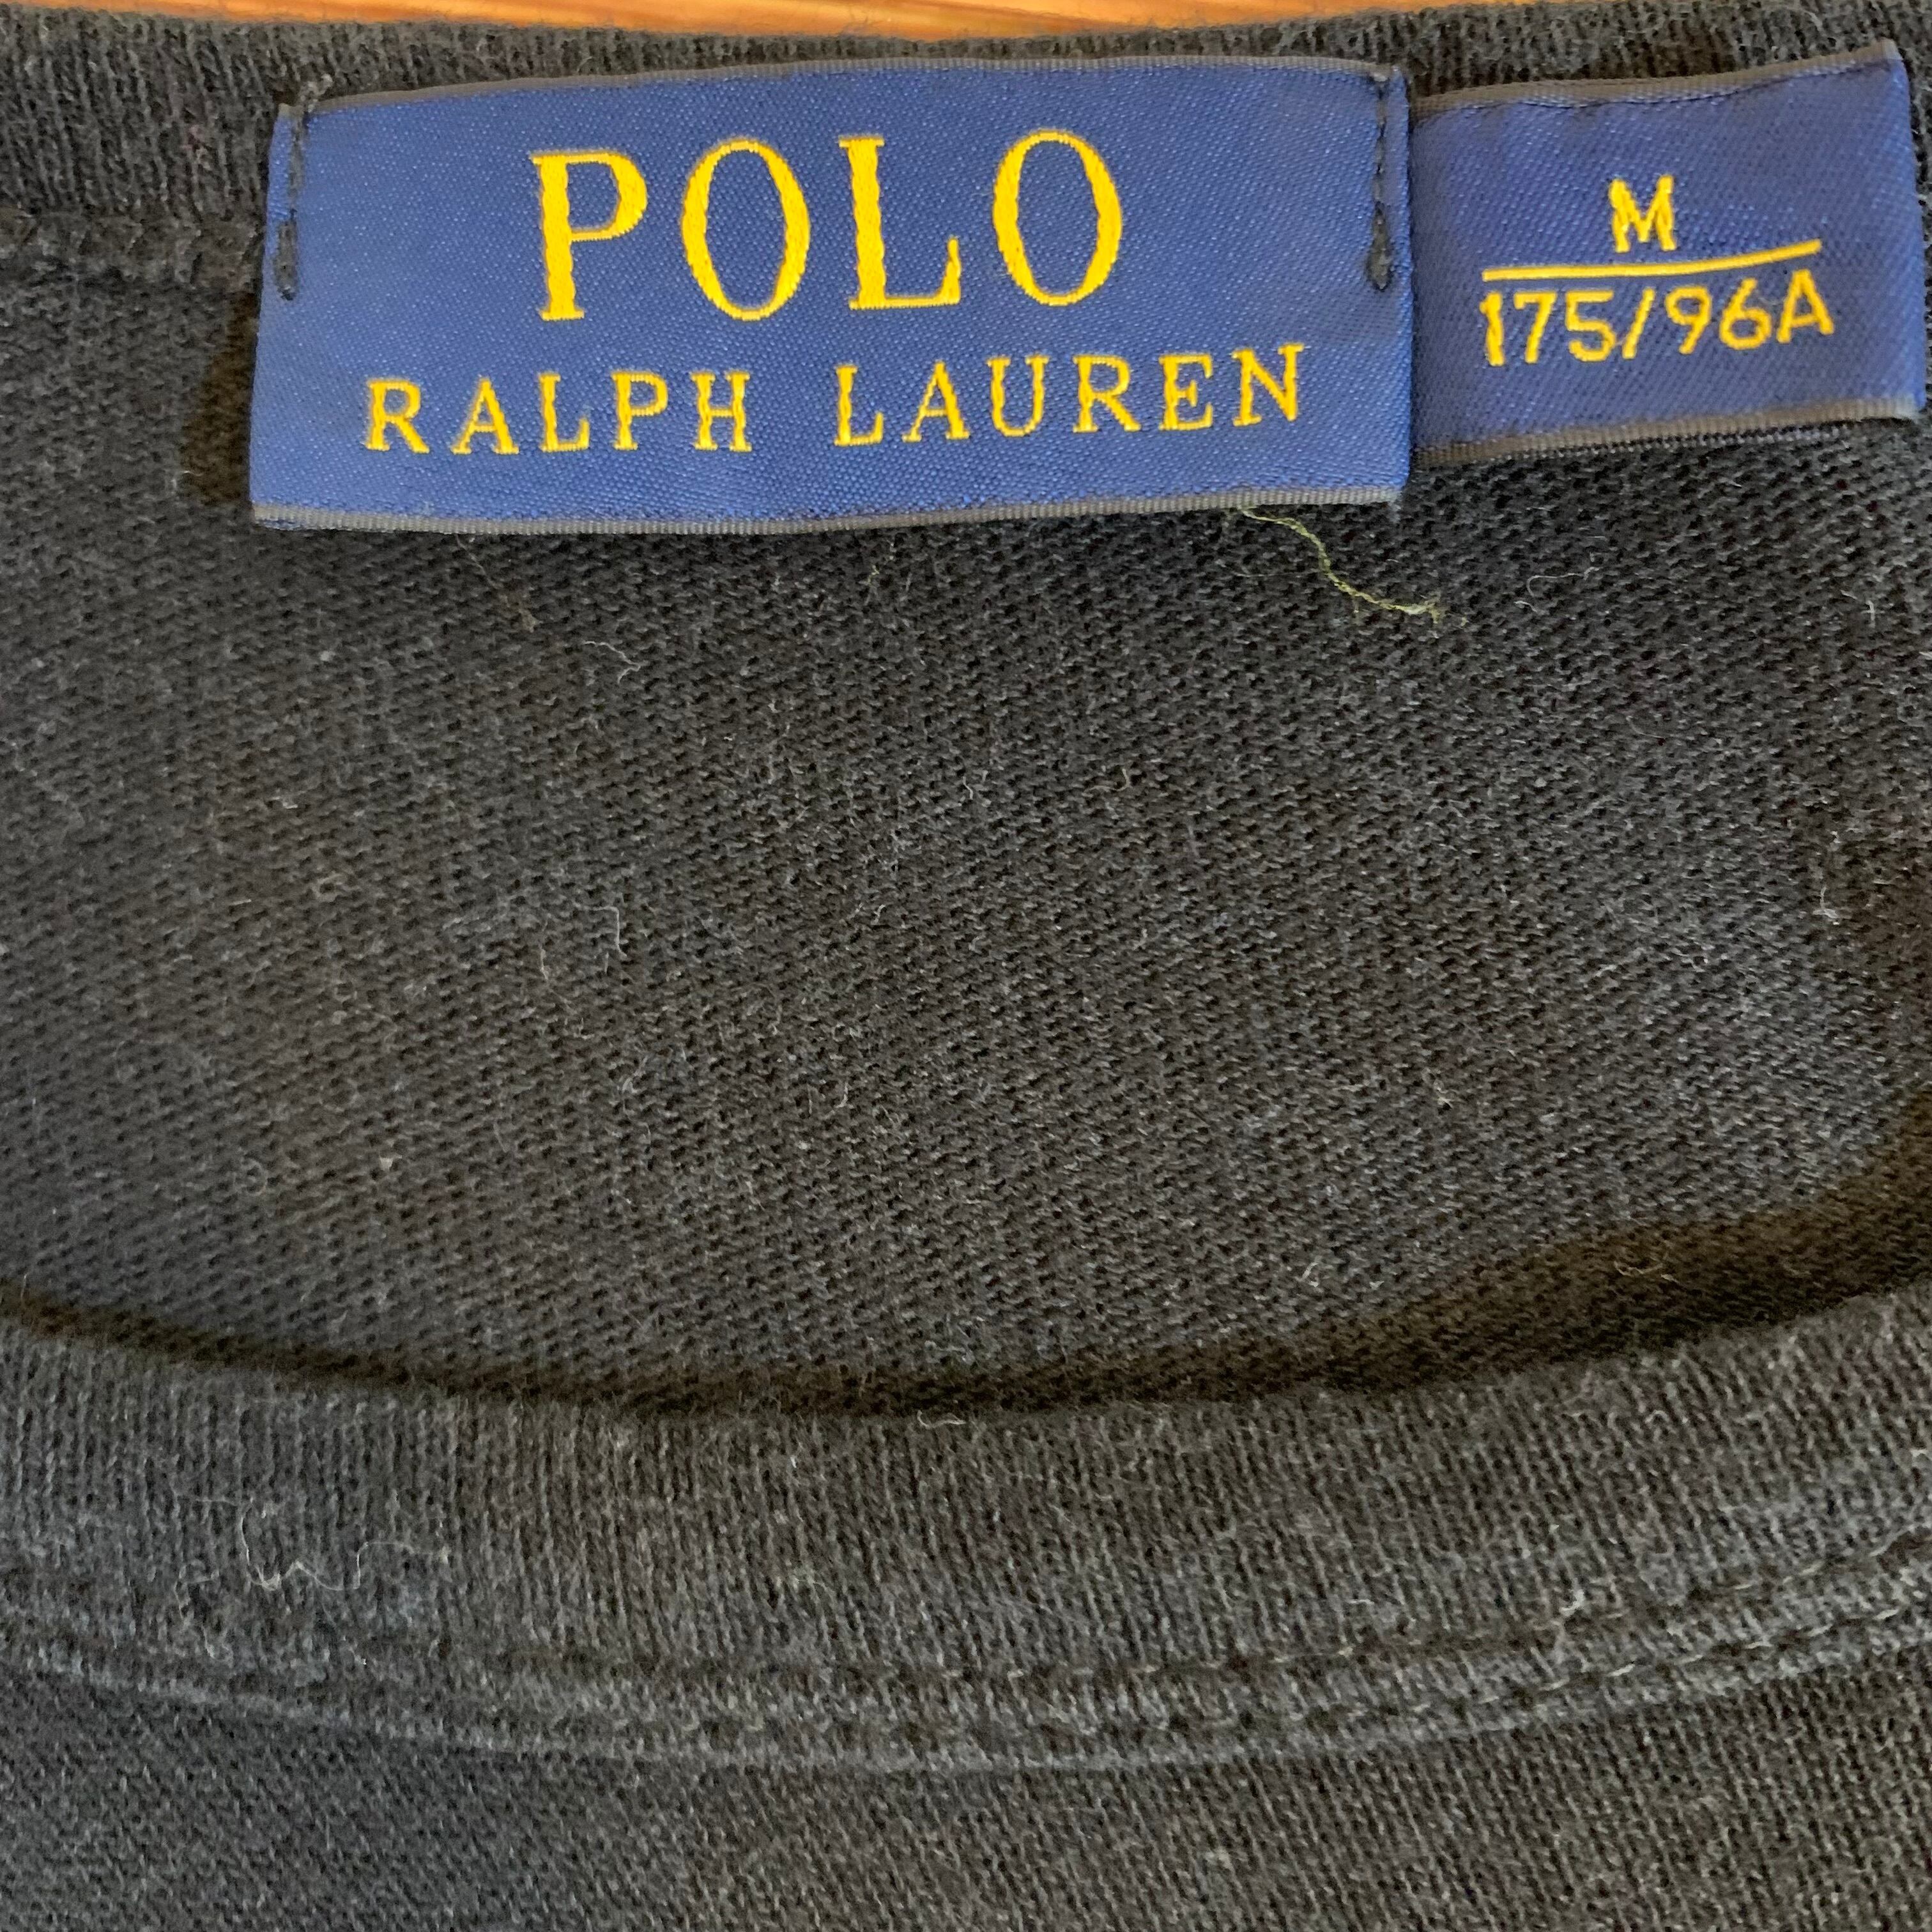 POLO
RALPH LAUREN
M
175/96A